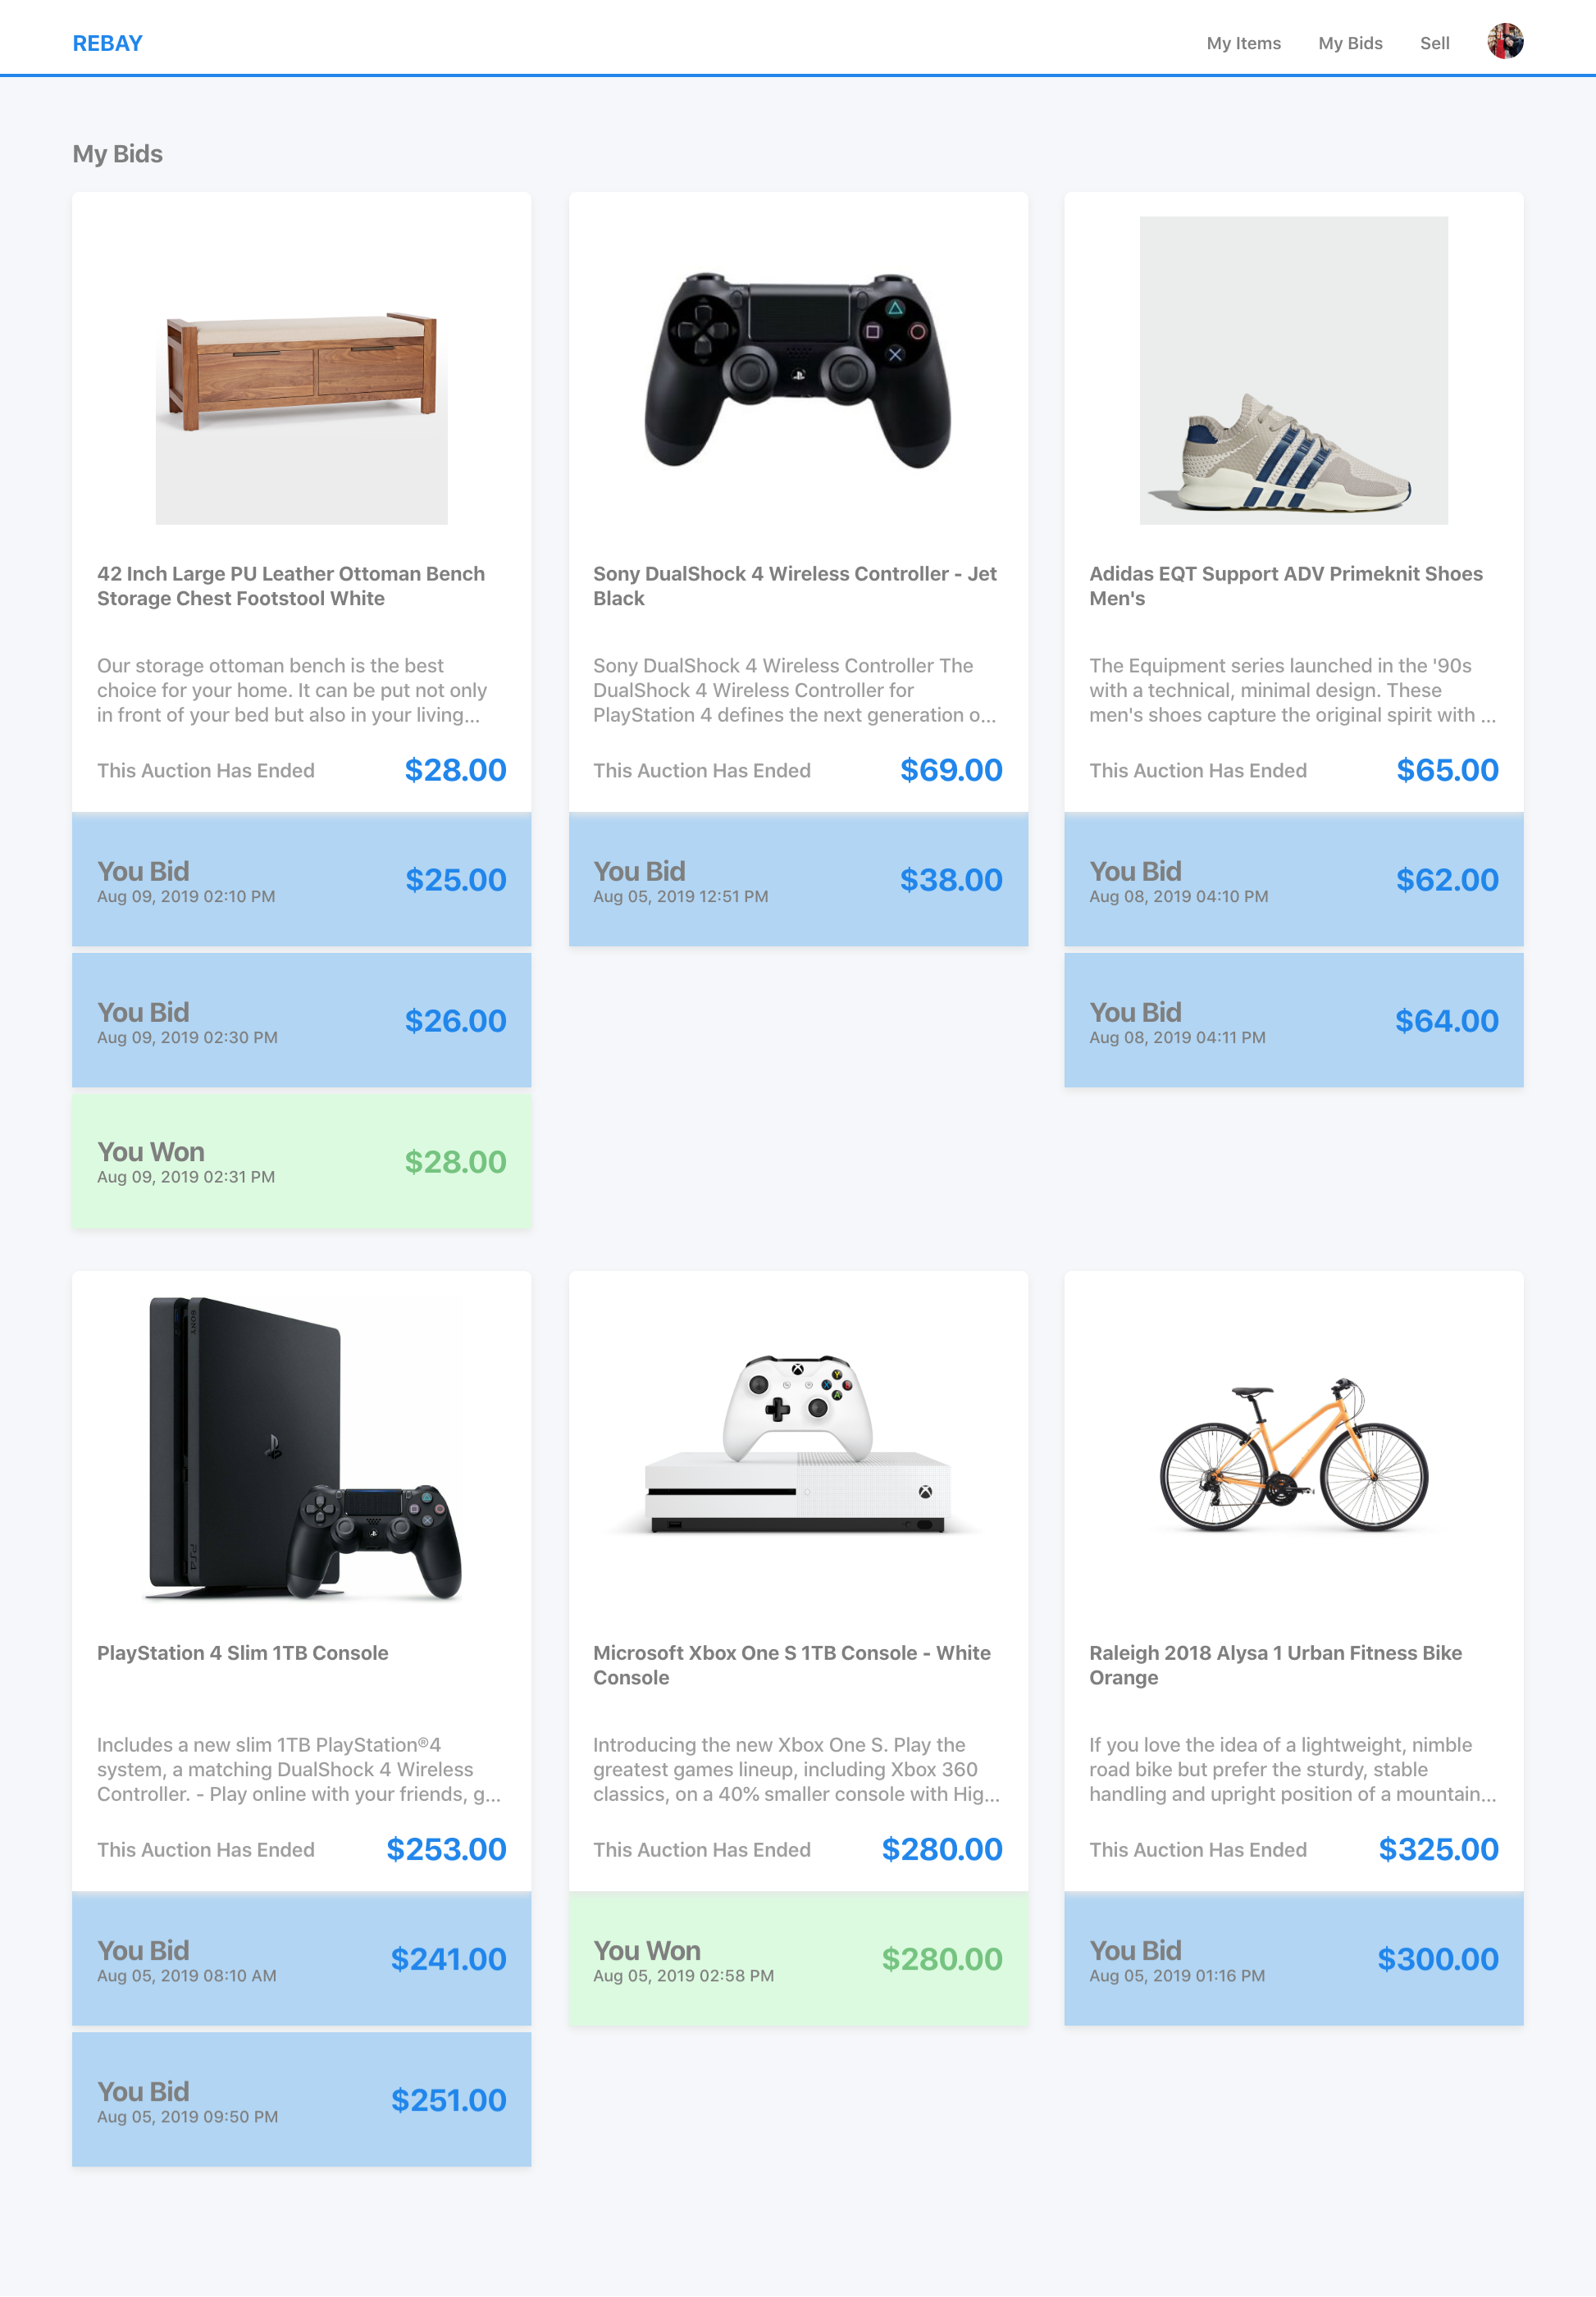 REBAY
My Items
My Bids
Sell
My Bids
42 Inch Large PU Leather Ottoman Bench
Storage Chest Footstool White
Our storage ottoman bench is the best
choice for your home. It can be put not only
in front of your bed but also in your living...
This Auction Has Ended
$28.00
You Bid
$25.00
Aug 09, 2019 02:10 PM
You Bid
$26.00
Aug 09, 2019 02:30 PM
You Won
$28.00
Aug 09, 2019 02:31 PM
Sony DualShock 4 Wireless Controller - Jet
Black
Sony DualShock 4 Wireless Controller The
DualShock 4 Wireless Controller for
PlayStation 4 defines the next generation o...
This Auction Has Ended
$69.00
You Bid
$38.00
Aug 05, 2019 12:51 PM
Adidas EQT Support ADV Primeknit Shoes
Men's
The Equipment series launched in the '90s
with a technical, minimal design. These
men's shoes capture the original spirit with ...
This Auction Has Ended
$65.00
You Bid
$62.00
Aug 08, 2019 04:10 PM
You Bid
$64.00
Aug 08, 2019 04:11 PM
SONY
PS4
PlayStation 4 Slim 1TB Console
Includes a new slim 1TB PlayStation®4
system, a matching DualShock 4 Wireless
Controller. - Play online with your friends, g...
This Auction Has Ended
$253.00
You Bid
$241.00
Aug 05, 2019 08:10 AM
You Bid
$251.00
Aug 05, 2019 09:50 PM
Y
X
B
A
Microsoft Xbox One S 1TB Console - White
Console
Introducing the new Xbox One S. Play the
greatest games lineup, including Xbox 360
classics, on a 40% smaller console with Hig...
This Auction Has Ended
$280.00
You Won
$280.00
Aug 05, 2019 02:58 PM
Raleigh 2018 Alysa 1 Urban Fitness Bike
Orange
If you love the idea of a lightweight, nimble
road bike but prefer the sturdy, stable
handling and upright position of a mountain...
This Auction Has Ended
$325.00
You Bid
$300.00
Aug 05, 2019 01:16 PM